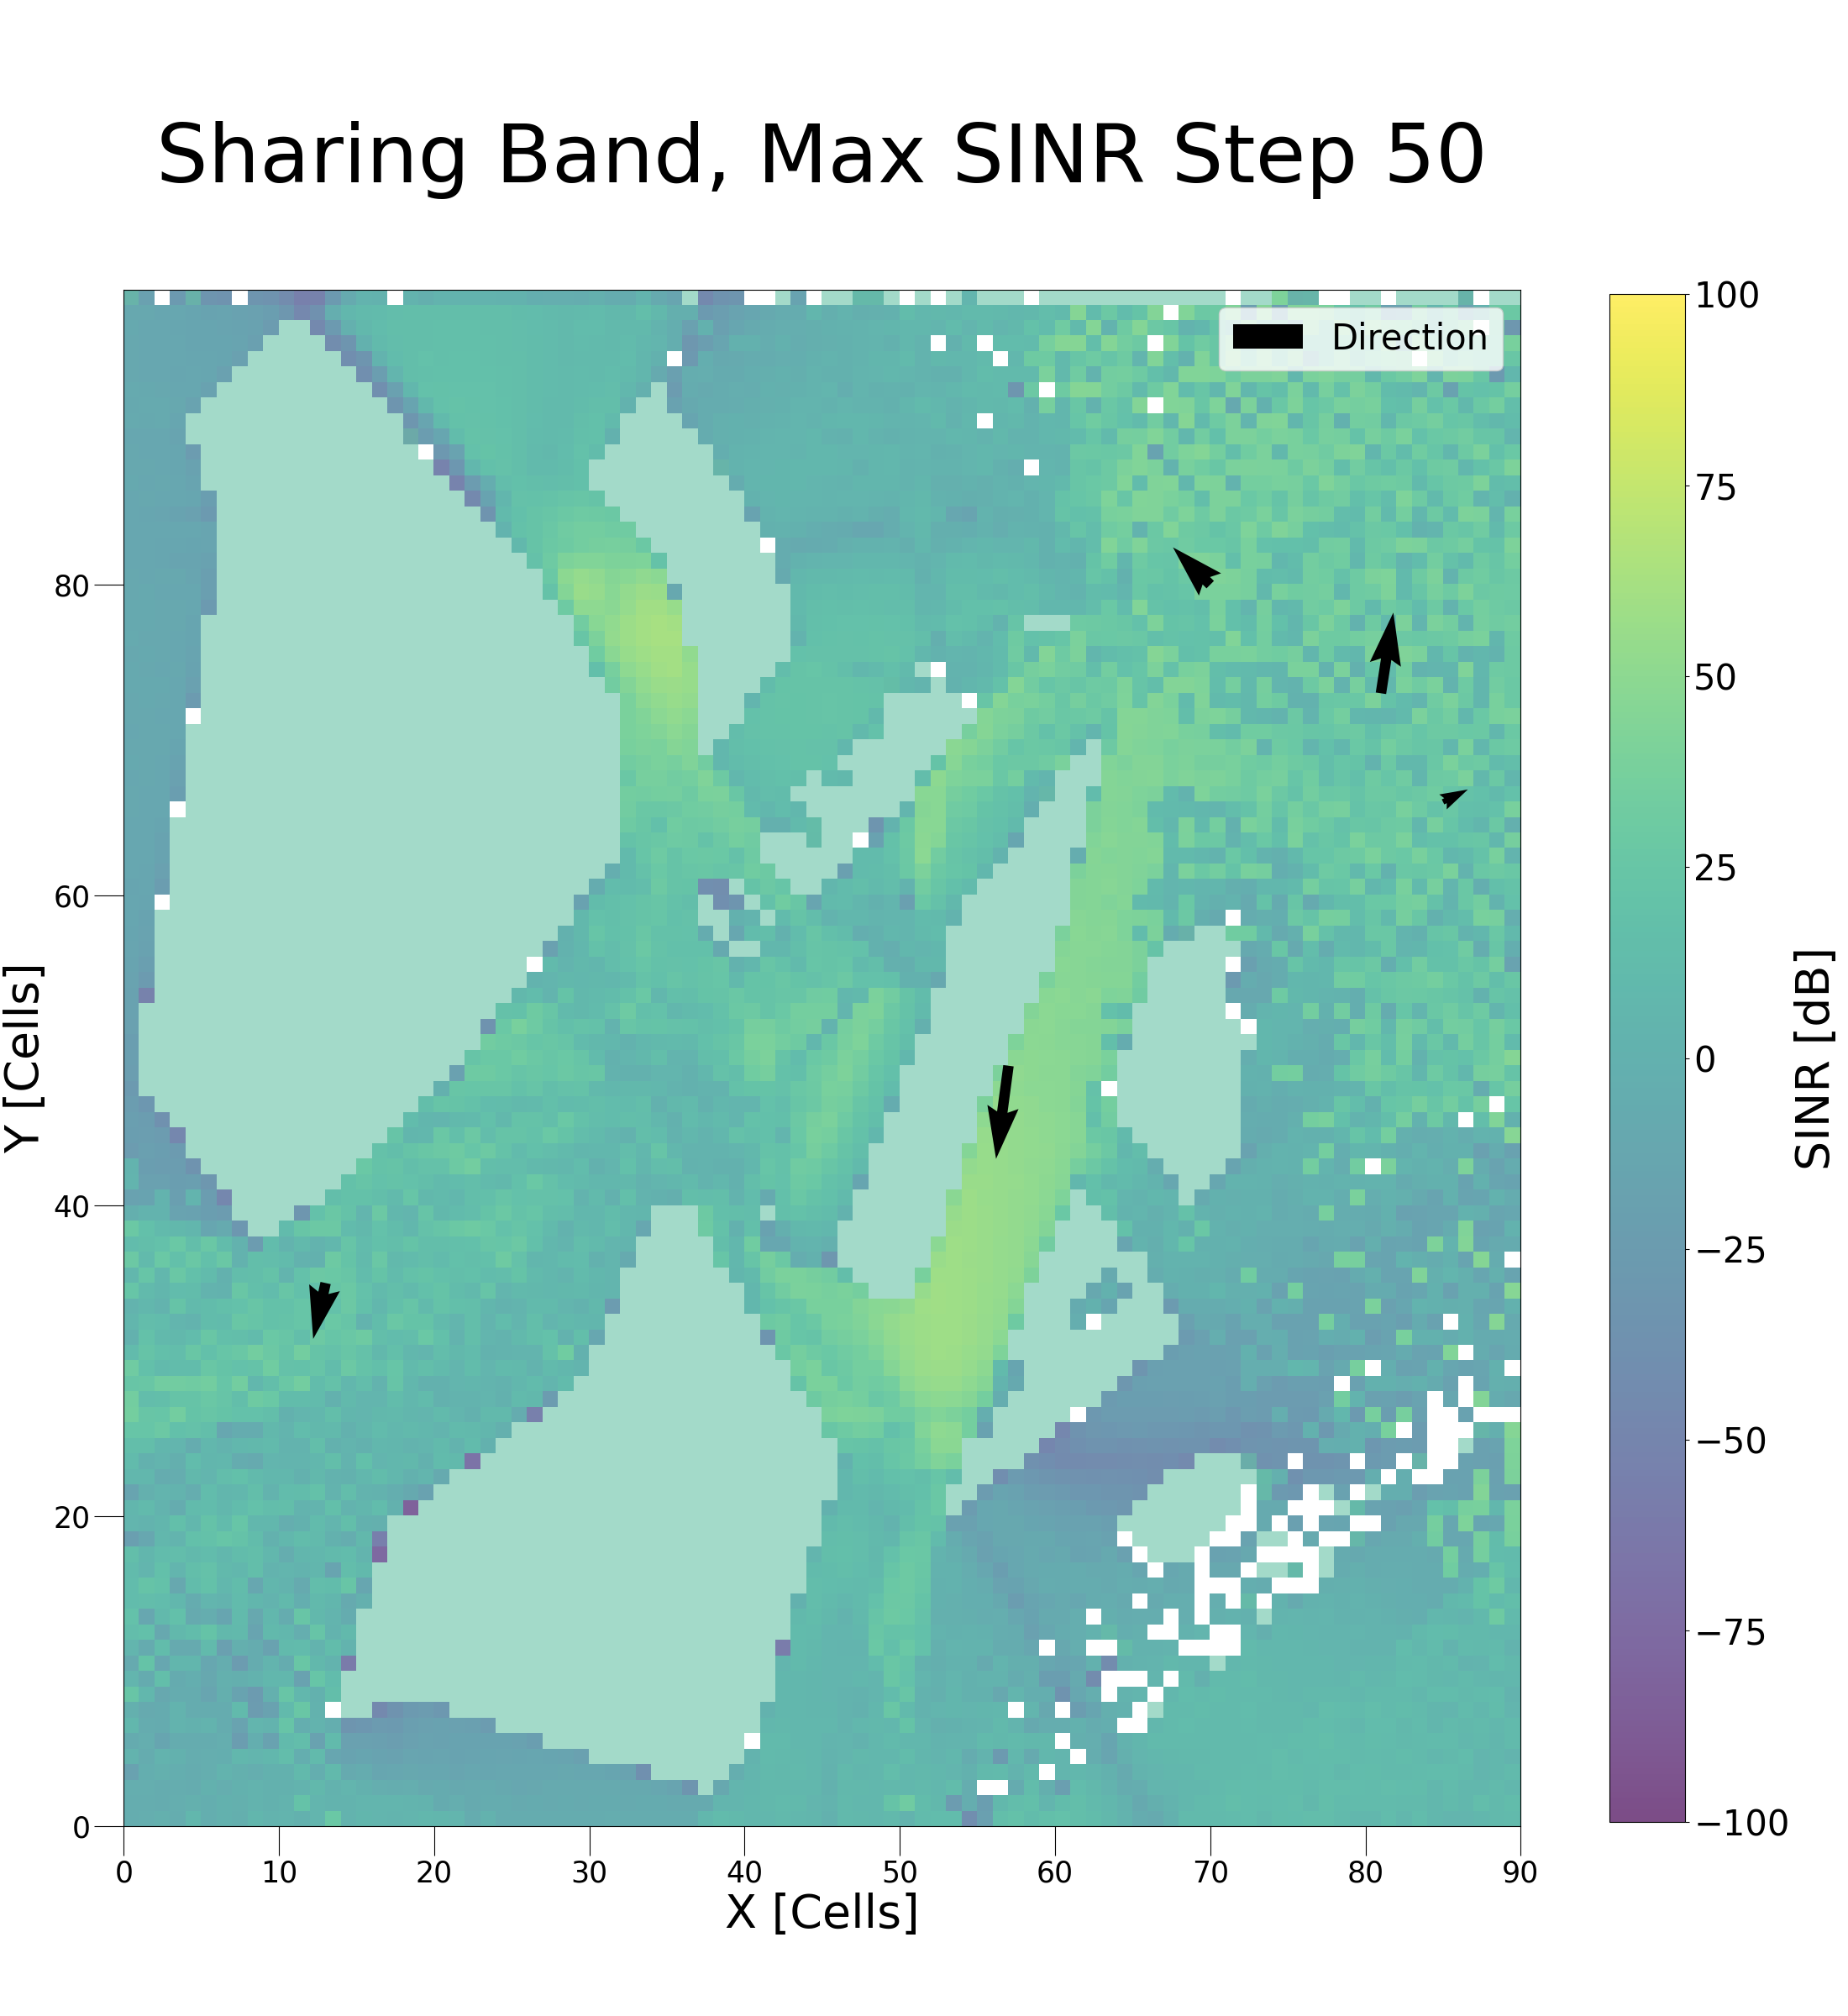 Sharing Band, Max SINR Step 50
Direction
Y [Cells]
80
60
40
20
0
0 10 20 30 40 50 60 70 80 90
X [Cells]
100
75
50
25
0
−25
−50
−75
−100
SINR [dB]